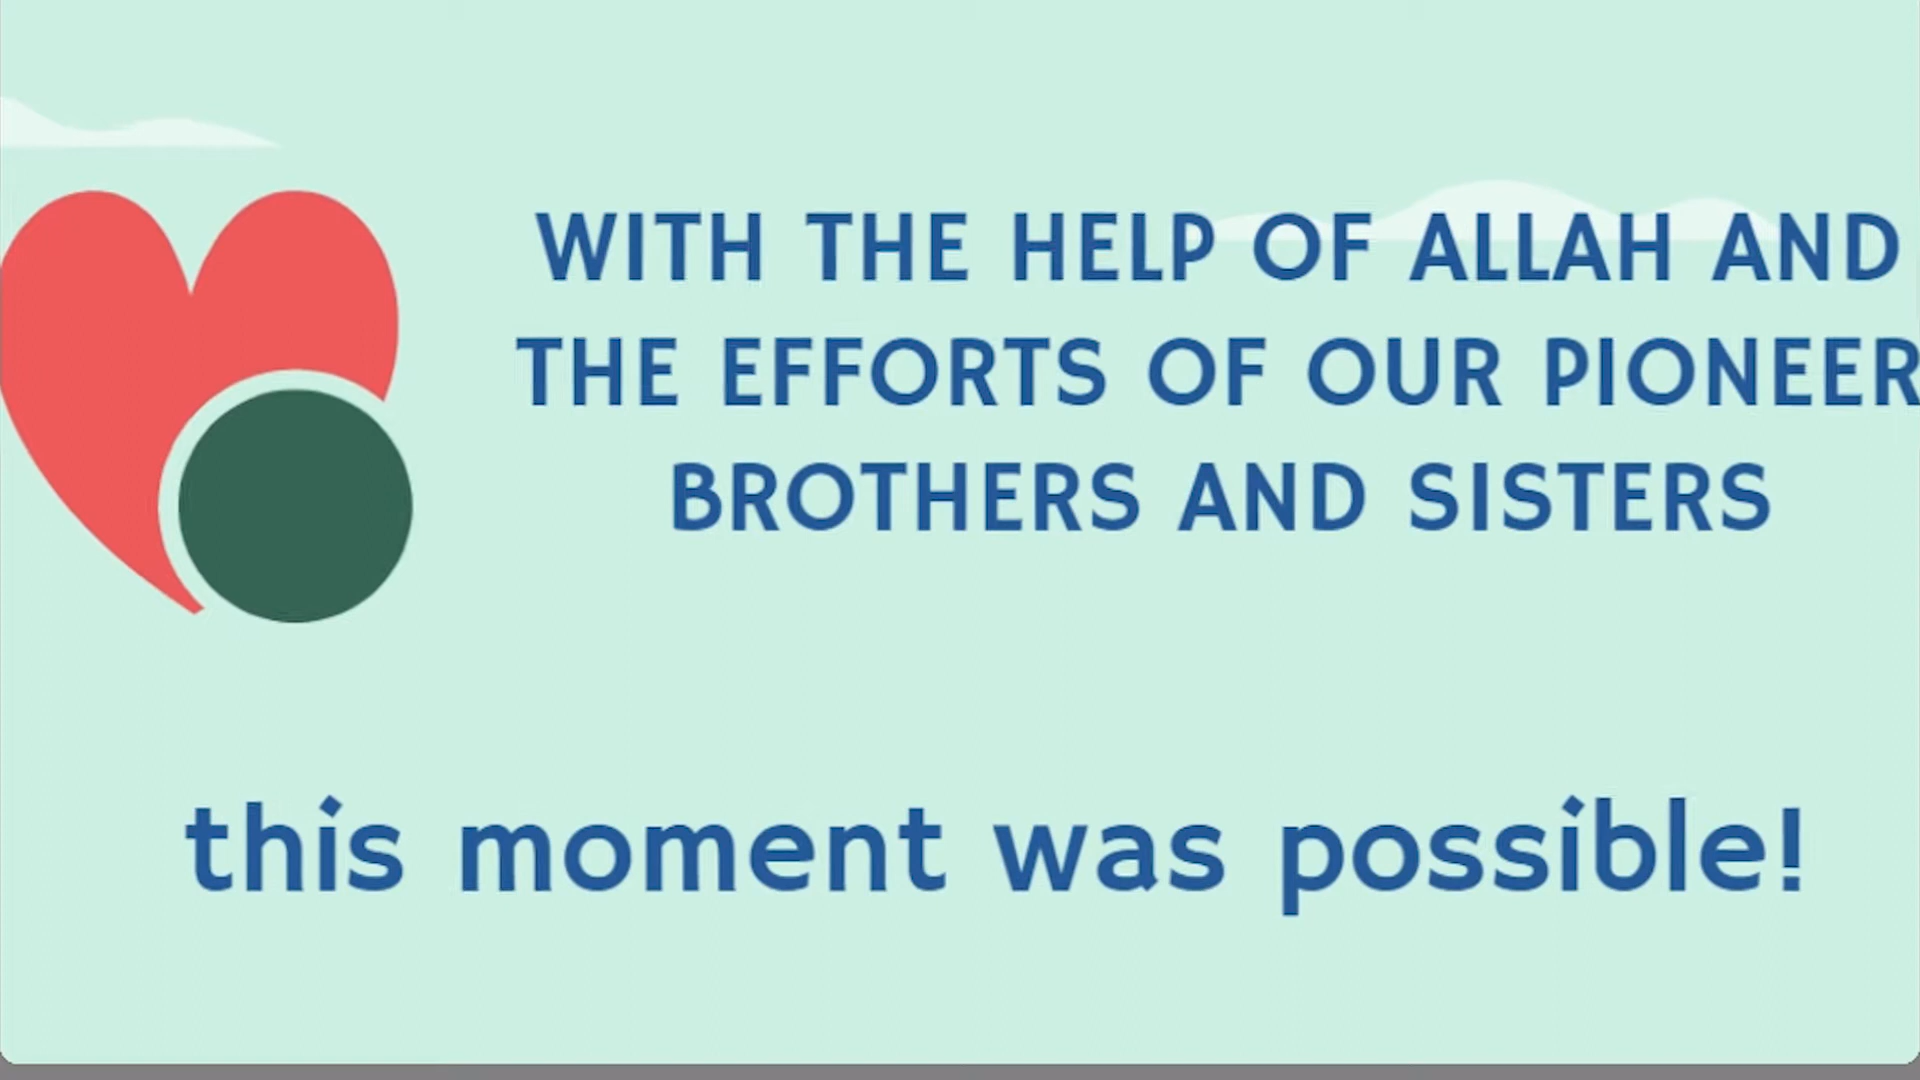 WITH THE HELP OF ALLAH AND
THE EFFORTS OF OUR PIONEER
BROTHERS AND SISTERS
this moment was possible!